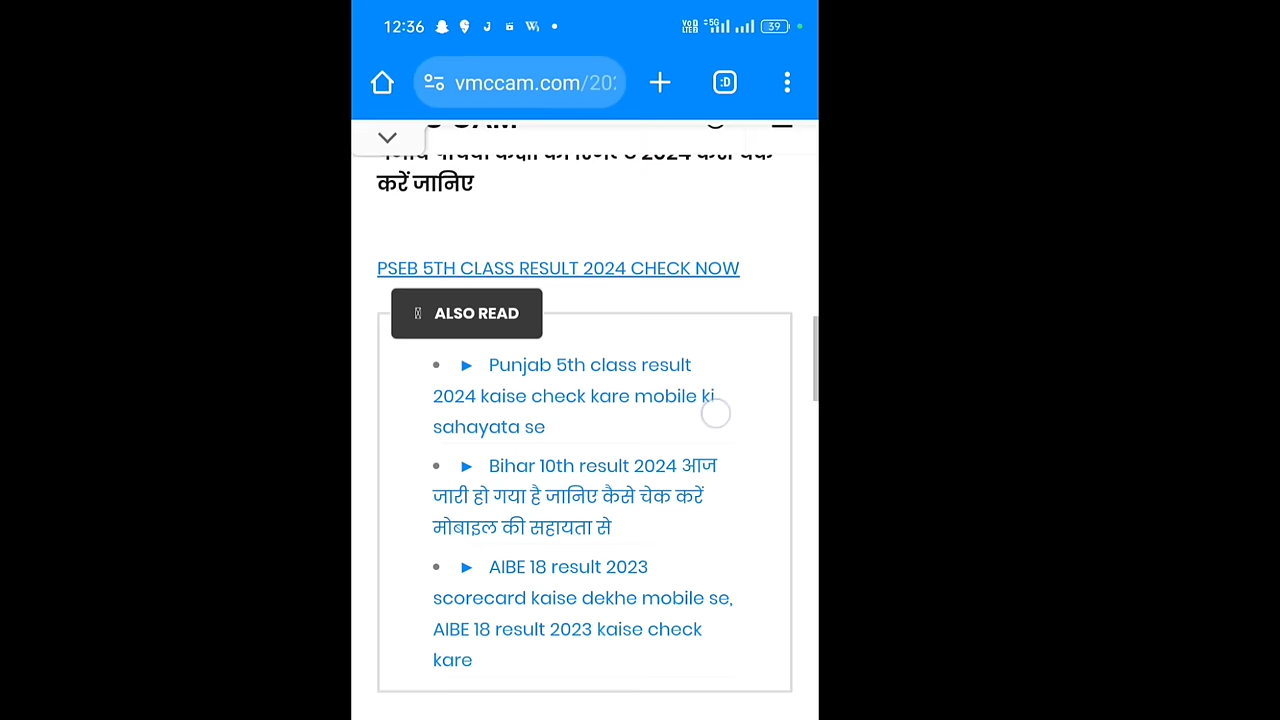 12:36
39
vmccam.com/20
2024
करें जानिए
PSEB 5TH CLASS RESULT 2024 CHECK NOW
ALSO READ
Punjab 5th class result
2024 kaise check kare mobile ki
sahayata se
Bihar 10th result 2024 आज
जारी हो गया है जानिए कैसे चेक करें
मोबाइल की सहायता से
AIBE 18 result 2023
scorecard kaise dekhe mobile se,
AIBE 18 result 2023 kaise check
kare